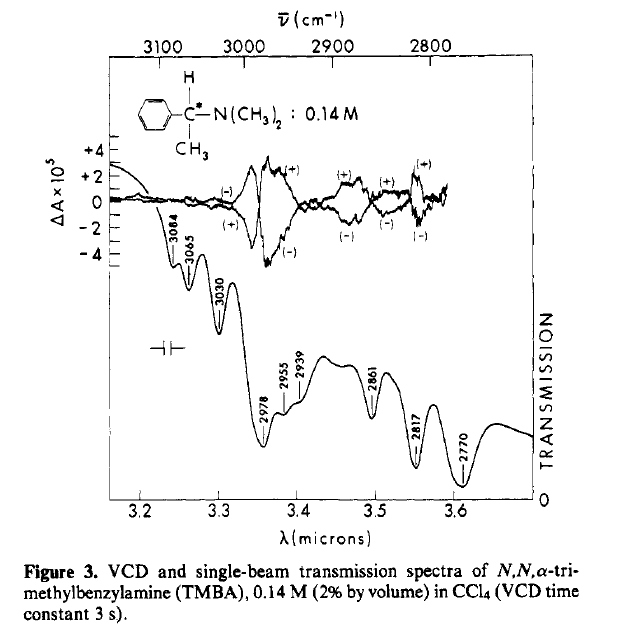 ν̅ (cm⁻¹)
3100 3000 2900 2800
H
C*—N(CH₃)₂ : 0.14 M
CH₃
ΔA×10⁵
+4
+2
0
-2
-4
(-) (+) (+) (+) (+)
(+) (-) (-) (-) (-)
3084
3065
3030
2978
2955
2939
2861
2817
2770
TRANSMISSION
0
3.2 3.3 3.4 3.5 3.6
λ(microns)
Figure 3. VCD and single-beam transmission spectra of N,N,α-tri-
methylbenzylamine (TMBA), 0.14 M (2% by volume) in CCl₄ (VCD time
constant 3 s).